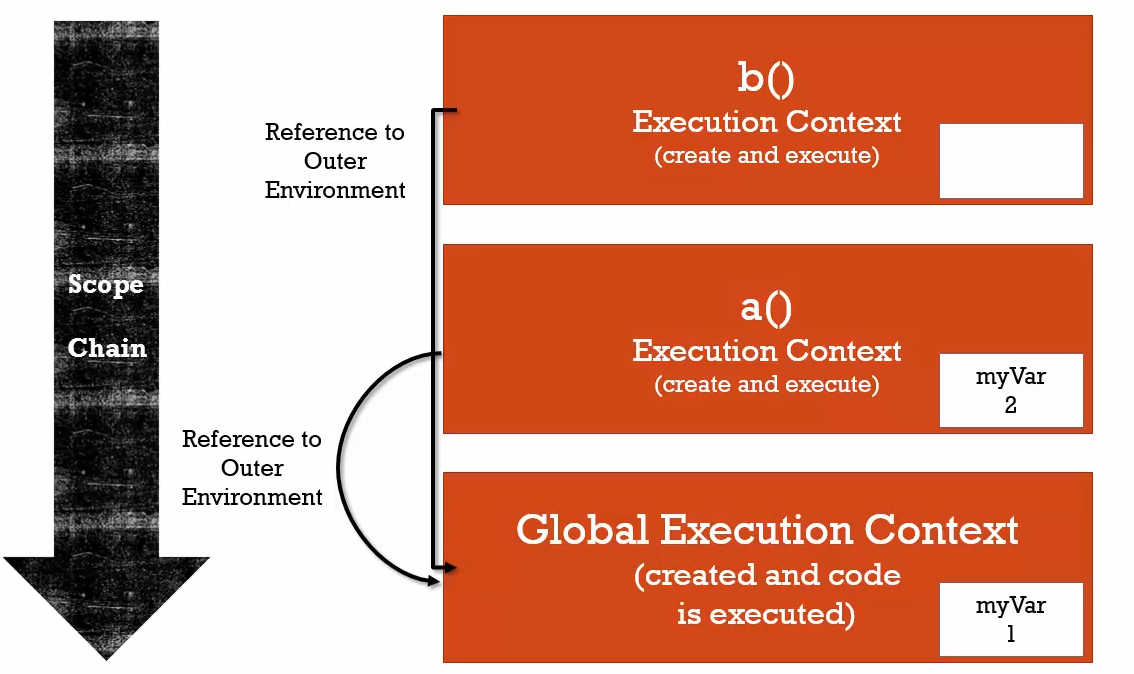 b()
Execution Context
(create and execute)
Reference to
Outer
Environment
Scope
Chain
a()
Execution Context
(create and execute)
myVar
2
Reference to
Outer
Environment
Global Execution Context
(created and code
is executed)
myVar
1